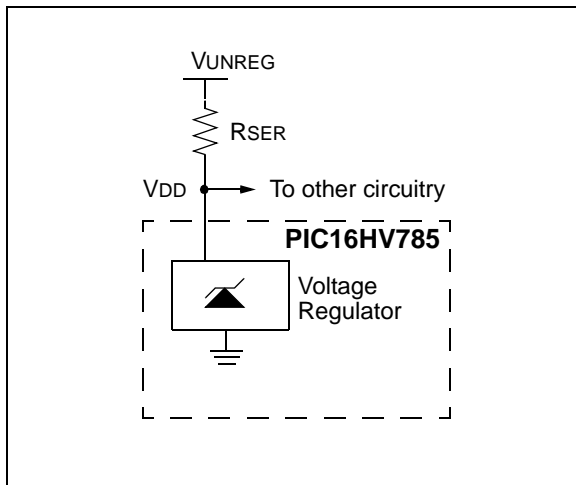 VUNREG
RSER
VDD
To other circuitry
PIC16HV785
Voltage
Regulator